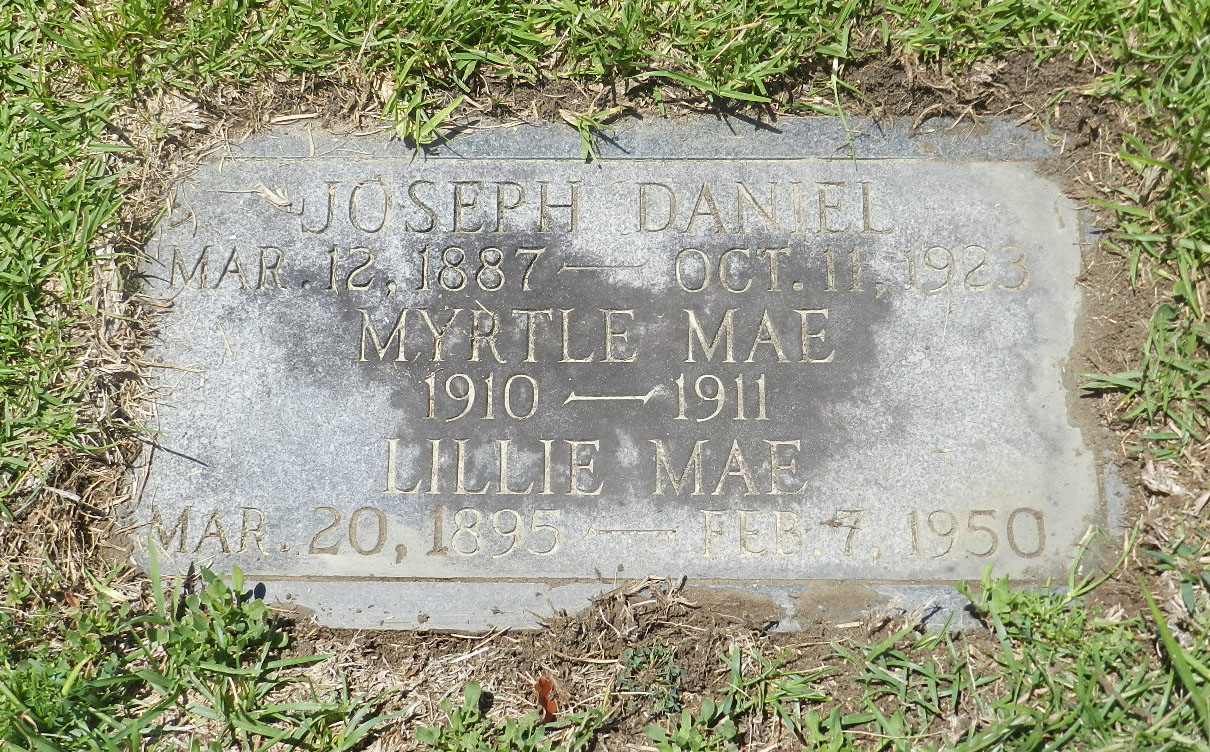 JOSEPH DANIEL
MAR. 12, 1887 — OCT. 11, 1923
MYRTLE MAE
1910 — 1911
LILLIE MAE
MAR. 20, 1895 — FEB. 7, 1950